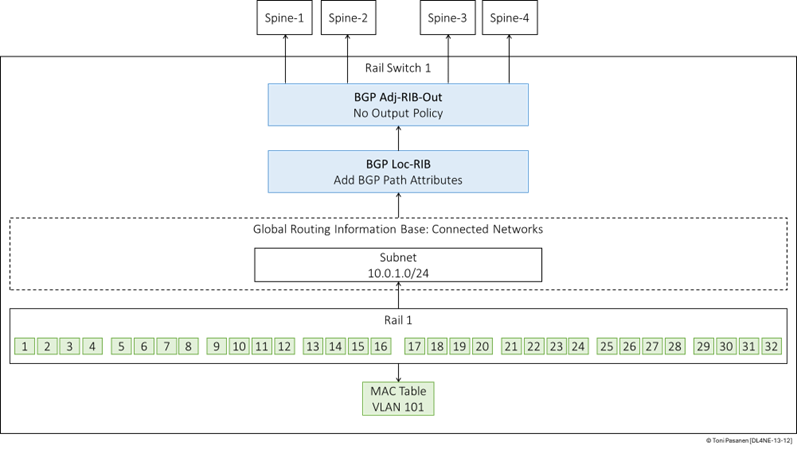 Spine-1 Spine-2 Spine-3 Spine-4
Rail Switch 1
BGP Adj-RIB-Out
No Output Policy
BGP Loc-RIB
Add BGP Path Attributes
Global Routing Information Base: Connected Networks
Subnet
10.0.1.0/24
Rail 1
1 2 3 4 5 6 7 8 9 10 11 12 13 14 15 16 17 18 19 20 21 22 23 24 25 26 27 28 29 30 31 32
MAC Table
VLAN 101
© Toni Pasanen [DL4NE-13-12]